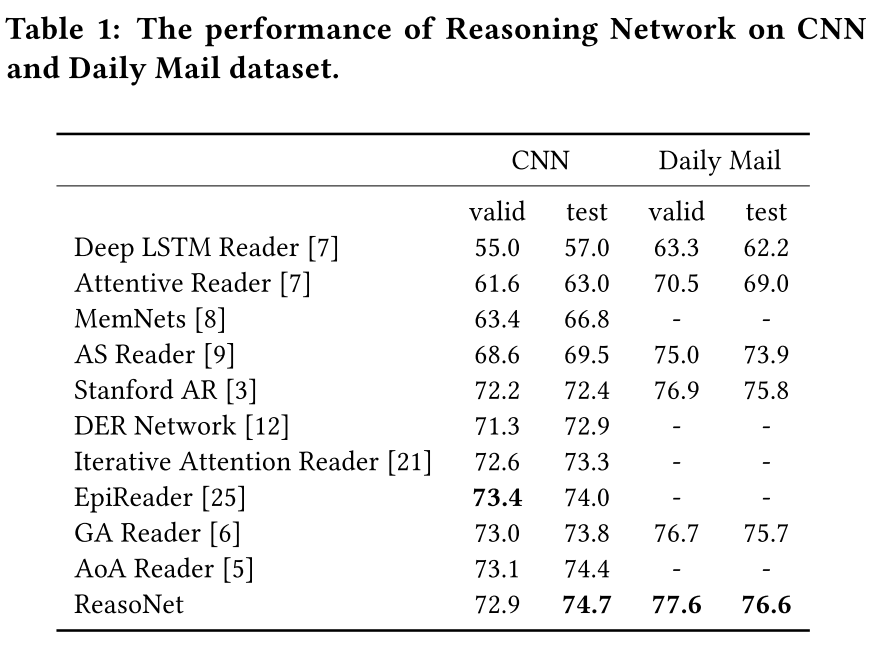 Table 1: The performance of Reasoning Network on CNN
and Daily Mail dataset.
CNN Daily Mail
valid test valid test
Deep LSTM Reader [7] 55.0 57.0 63.3 62.2
Attentive Reader [7] 61.6 63.0 70.5 69.0
MemNets [8] 63.4 66.8 - -
AS Reader [9] 68.6 69.5 75.0 73.9
Stanford AR [3] 72.2 72.4 76.9 75.8
DER Network [12] 71.3 72.9 - -
Iterative Attention Reader [21] 72.6 73.3 - -
EpiReader [25] 73.4 74.0 - -
GA Reader [6] 73.0 73.8 76.7 75.7
AoA Reader [5] 73.1 74.4 - -
ReasoNet 72.9 74.7 77.6 76.6